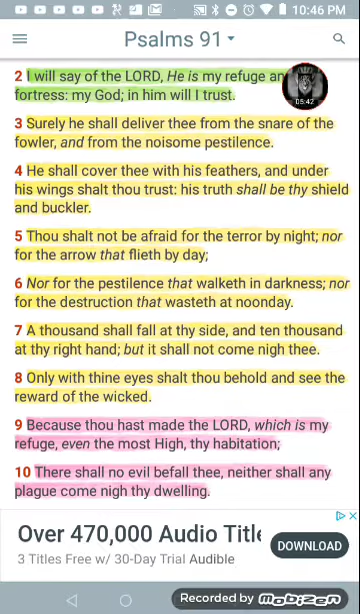 10:46 PM
Psalms 91
2 I will say of the LORD, He is my refuge an
fortress: my God; in him will I trust.
05:42
3 Surely he shall deliver thee from the snare of the
fowler, and from the noisome pestilence.
4 He shall cover thee with his feathers, and under
his wings shalt thou trust: his truth shall be thy shield
and buckler.
5 Thou shalt not be afraid for the terror by night; nor
for the arrow that flieth by day;
6 Nor for the pestilence that walketh in darkness; nor
for the destruction that wasteth at noonday.
7 A thousand shall fall at thy side, and ten thousand
at thy right hand; but it shall not come nigh thee.
8 Only with thine eyes shalt thou behold and see the
reward of the wicked.
9 Because thou hast made the LORD, which is my
refuge, even the most High, thy habitation;
10 There shall no evil befall thee, neither shall any
plague come nigh thy dwelling.
Over 470,000 Audio Title
3 Titles Free w/ 30-Day Trial Audible
DOWNLOAD
Recorded by mobizen